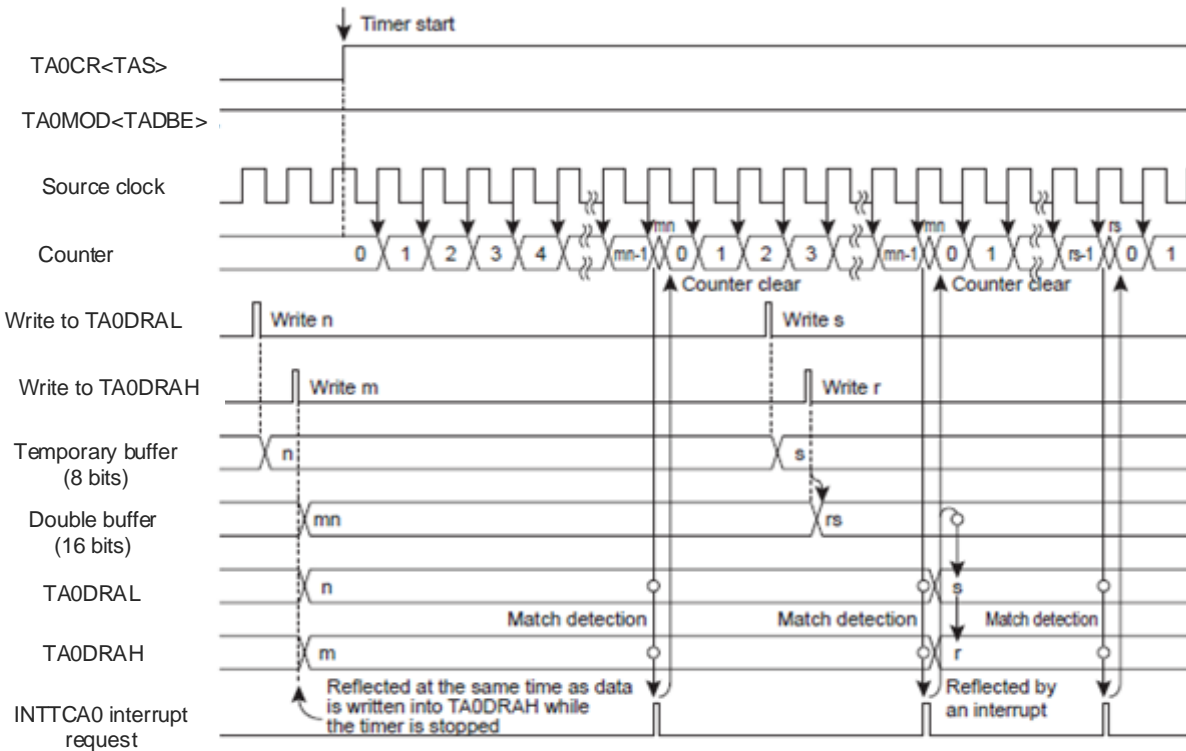 Timer start
TA0CR<TAS>
TA0MOD<TADBE>
Source clock
mn mn rs
Counter 0 1 2 3 4 mn-1 0 1 2 3 mn-1 0 1 rs-1 0 1
Counter clear Counter clear
Write to TA0DRAL Write n Write s
Write to TA0DRAH Write m Write r
Temporary buffer n s
(8 bits)
Double buffer mn rs
(16 bits)
TA0DRAL n s
Match detection Match detection Match detection
TA0DRAH m r
Reflected at the same time as data
is written into TA0DRAH while
the timer is stopped
Reflected by
an interrupt
INTTCA0 interrupt
request